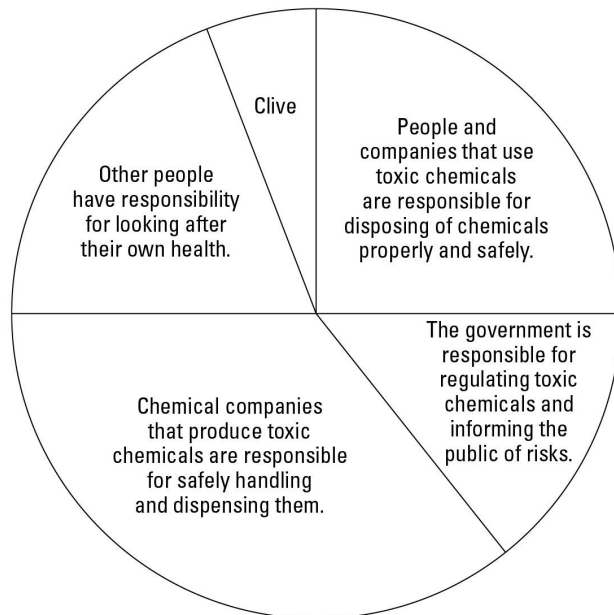 Clive
People and
companies that use
toxic chemicals
are responsible for
disposing of chemicals
properly and safely.
Other people
have responsibility
for looking after
their own health.
The government is
responsible for
regulating toxic
chemicals and
informing the
public of risks.
Chemical companies
that produce toxic
chemicals are responsible
for safely handling
and dispensing them.